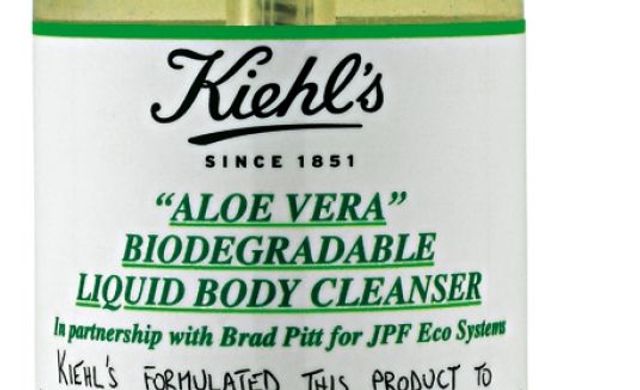 Kiehl's
SINCE 1851
"ALOE VERA"
BIODEGRADABLE
LIQUID BODY CLEANSER
In partnership with Brad Pitt for JPF Eco Systems
KIEHL'S FORMULATED THIS PRODUCT TO